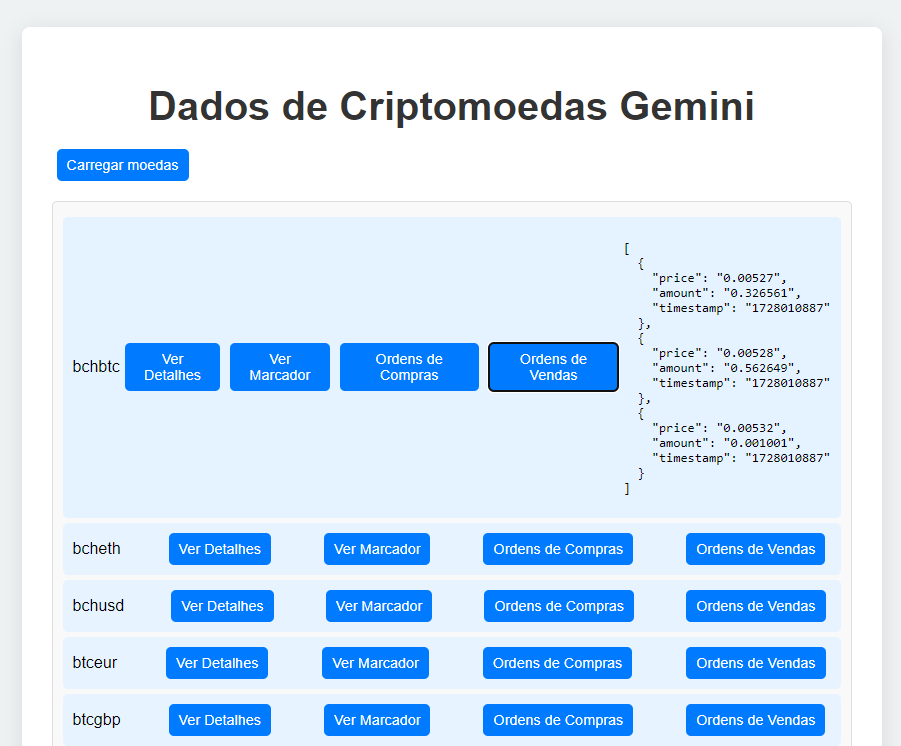 Dados de Criptomoedas Gemini
Carregar moedas
bchbtc
Ver
Detalhes
Ver
Marcador
Ordens de
Compras
Ordens de
Vendas
[
{
"price": "0.00527",
"amount": "0.326561",
"timestamp": "1728010887"
},
{
"price": "0.00528",
"amount": "0.562649",
"timestamp": "1728010887"
},
{
"price": "0.00532",
"amount": "0.001001",
"timestamp": "1728010887"
}
]
bcheth Ver Detalhes Ver Marcador Ordens de Compras Ordens de Vendas
bchusd Ver Detalhes Ver Marcador Ordens de Compras Ordens de Vendas
btceur Ver Detalhes Ver Marcador Ordens de Compras Ordens de Vendas
btcgbp Ver Detalhes Ver Marcador Ordens de Compras Ordens de Vendas